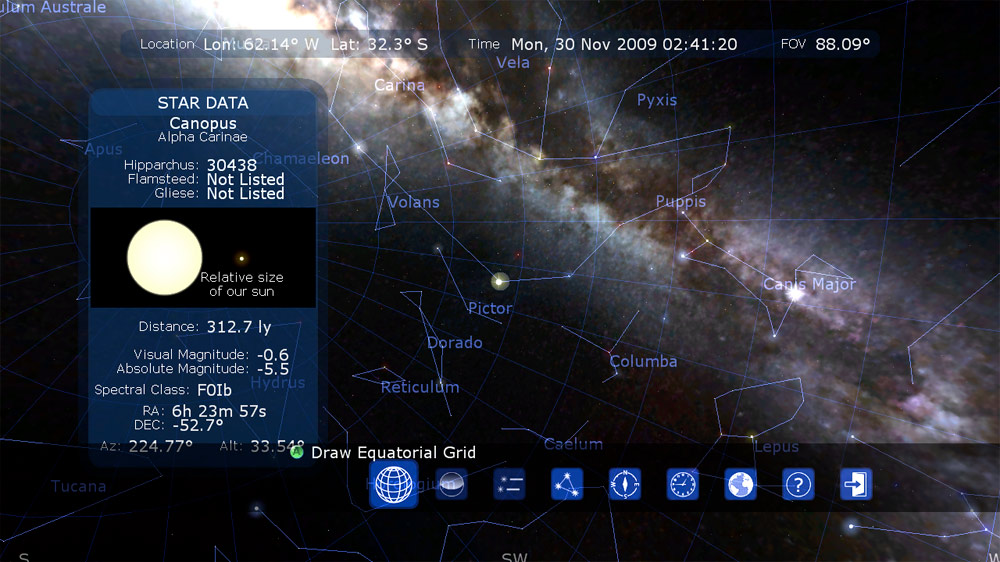 ulum Australe
Location Lon: 62.14° W Lat: 32.3° S Time Mon, 30 Nov 2009 02:41:20 FOV 88.09°
Vela
Carina
Pyxis
STAR DATA
Canopus
Alpha Carinae
Apus
Chamaeleon
Hipparchus: 30438
Flamsteed: Not Listed
Gliese: Not Listed
Volans
Puppis
Relative size
of our sun
Canis Major
Pictor
Distance: 312.7 ly
Dorado
Visual Magnitude: -0.6
Absolute Magnitude: -5.5
Columba
Hydrus
Reticulum
Spectral Class: F0Ib
RA: 6h 23m 57s
DEC: -52.7°
Az: 224.77° Alt: 33.54°
Caelum
Lepus
A Draw Equatorial Grid
Tucana
?
S
SW
W